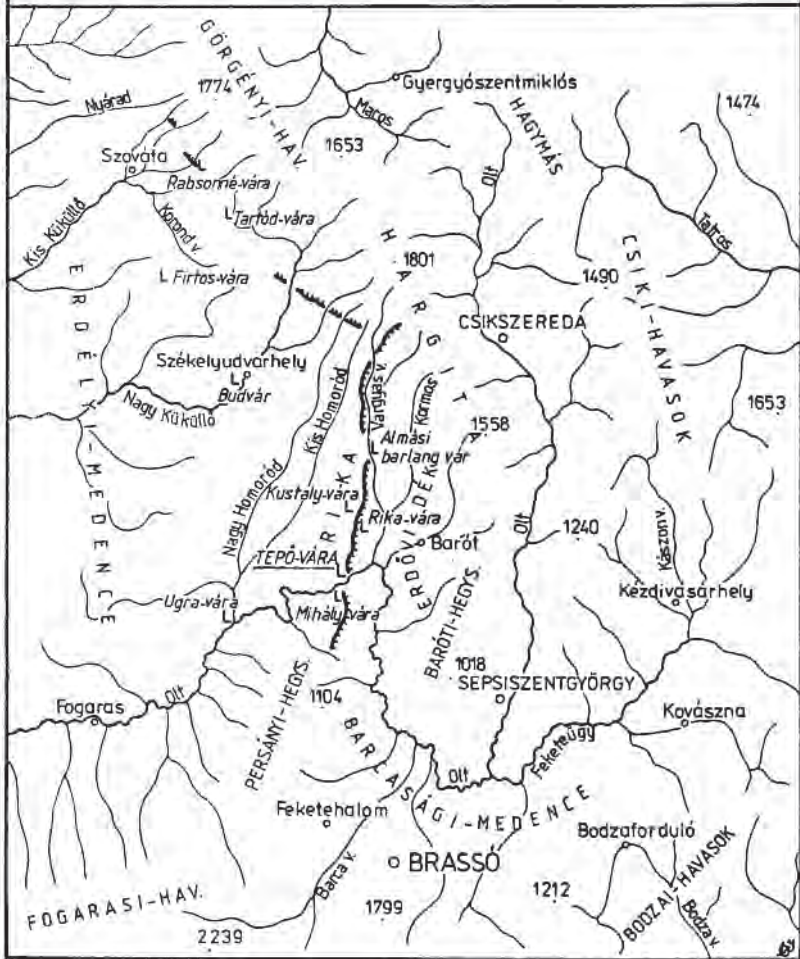 GÖRGÉNYI-HAV.
1774
Gyergyószentmiklós
Nyárad
Maros
HAGYMÁS
1474
1653
Szováta
Rabsonné-vára
Olt
Tartód-vára
Tatros
Kis Küküllő
Korond v.
HARGITA
1801
CSIKI-HAVASOK
ERDÉLYI-MEDENCE
Firtos-vára
1490
CSIKSZEREDA
Székelyudvarhely
Budvár
Nagy Küküllő
Kis Homoród
Vargyas v.
Kormos
1653
1558
Almási
barlang vár
Nagy Homoród
RIKA
Kustaly-vára
Rika-vára
ERDŐVIDÉK
Olt
1240
Kászon v.
Barót
TEPŐ-VÁRA
Ugra-vára
Mihály-vára
Kézdivásárhely
BARÓTI-HEGYS.
1018
SEPSISZENTGYÖRGY
1104
Olt
Fogaras
PERSÁNYI-HEGYS.
Kovászna
Feketeügy
BARLASÁGI-MEDENCE
Olt
Feketehalom
Bodzaforduló
BRASSÓ
Barca v.
1212
BODZAI-HAVASOK
Bodza v.
FOGARASI-HAV.
1799
2239